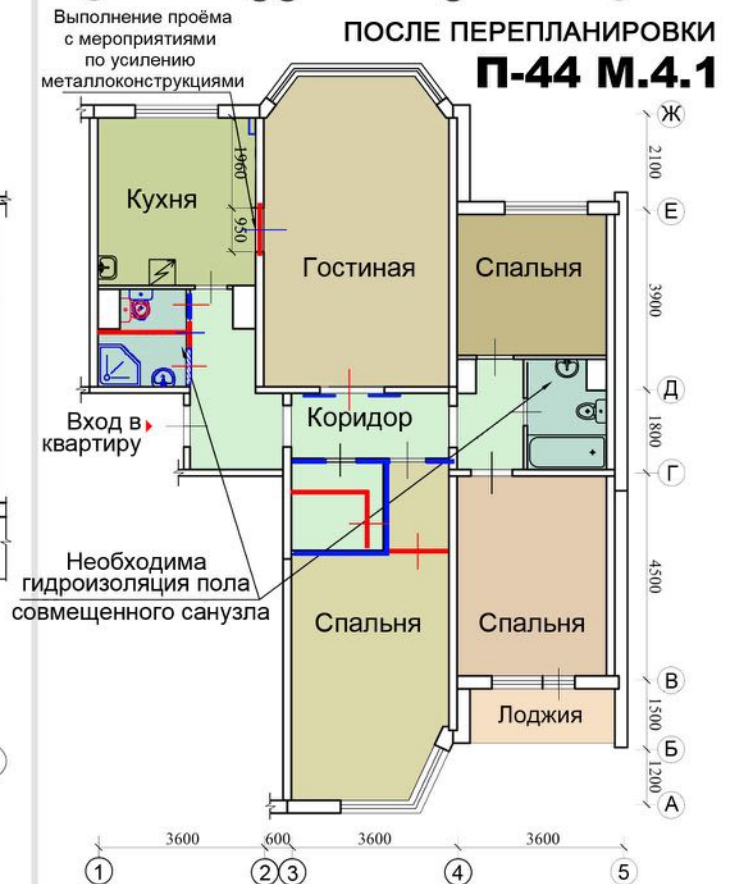 Выполнение проёма
с мероприятиями
по усилению
металлоконструкциями
ПОСЛЕ ПЕРЕПЛАНИРОВКИ
П-44 М.4.1
Ж
2100
1960
Кухня
Е
950
Гостиная
Спальня
3900
Д
Коридор
Вход в
квартиру
1800
Г
Необходима
гидроизоляция пола
совмещенного санузла
4500
Спальня
Спальня
В
Лоджия
1500
Б
1200
А
3600
600
3600
3600
1
2
3
4
5